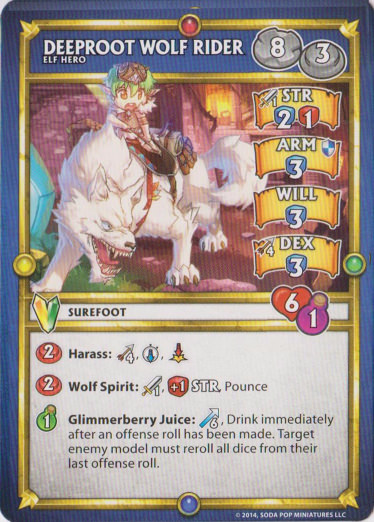 DEEPROOT WOLF RIDER 8 3
ELF HERO
1 STR
2 1
ARM
3
WILL
3
4 DEX
3
6
1
SUREFOOT
2 Harass: 4, ,
2 Wolf Spirit: 1, +1 STR, Pounce
1 Glimmerberry Juice: 6, Drink immediately
after an offense roll has been made. Target
enemy model must reroll all dice from their
last offense roll.
© 2014, SODA POP MINIATURES LLC